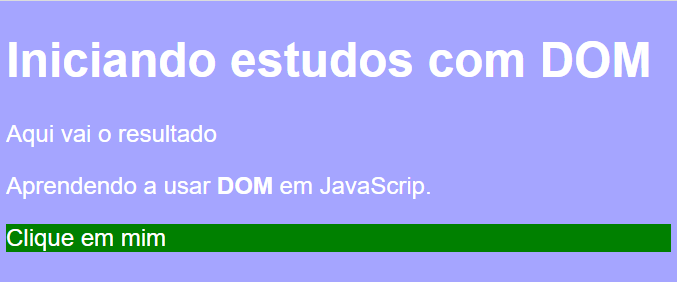 Iniciando estudos com DOM
Aqui vai o resultado
Aprendendo a usar DOM em JavaScrip.
Clique em mim